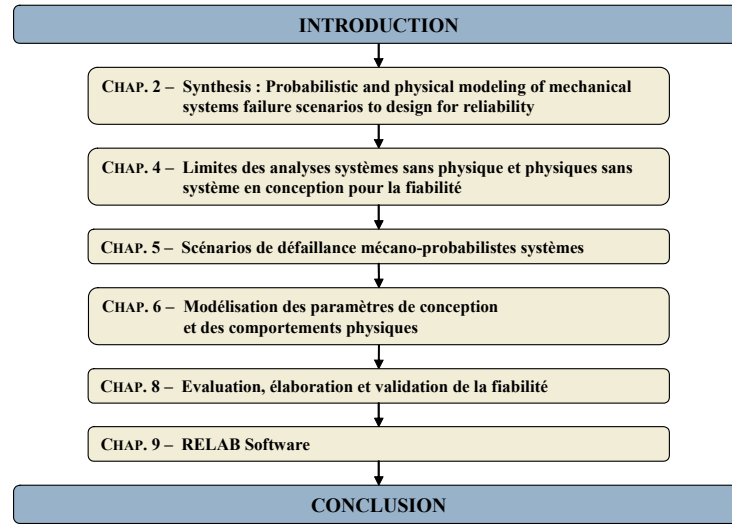 INTRODUCTION
CHAP. 2 – Synthesis : Probabilistic and physical modeling of mechanical
systems failure scenarios to design for reliability
CHAP. 4 – Limites des analyses systèmes sans physique et physiques sans
système en conception pour la fiabilité
CHAP. 5 – Scénarios de défaillance mécano-probabilistes systèmes
CHAP. 6 – Modélisation des paramètres de conception
et des comportements physiques
CHAP. 8 – Evaluation, élaboration et validation de la fiabilité
CHAP. 9 – RELAB Software
CONCLUSION